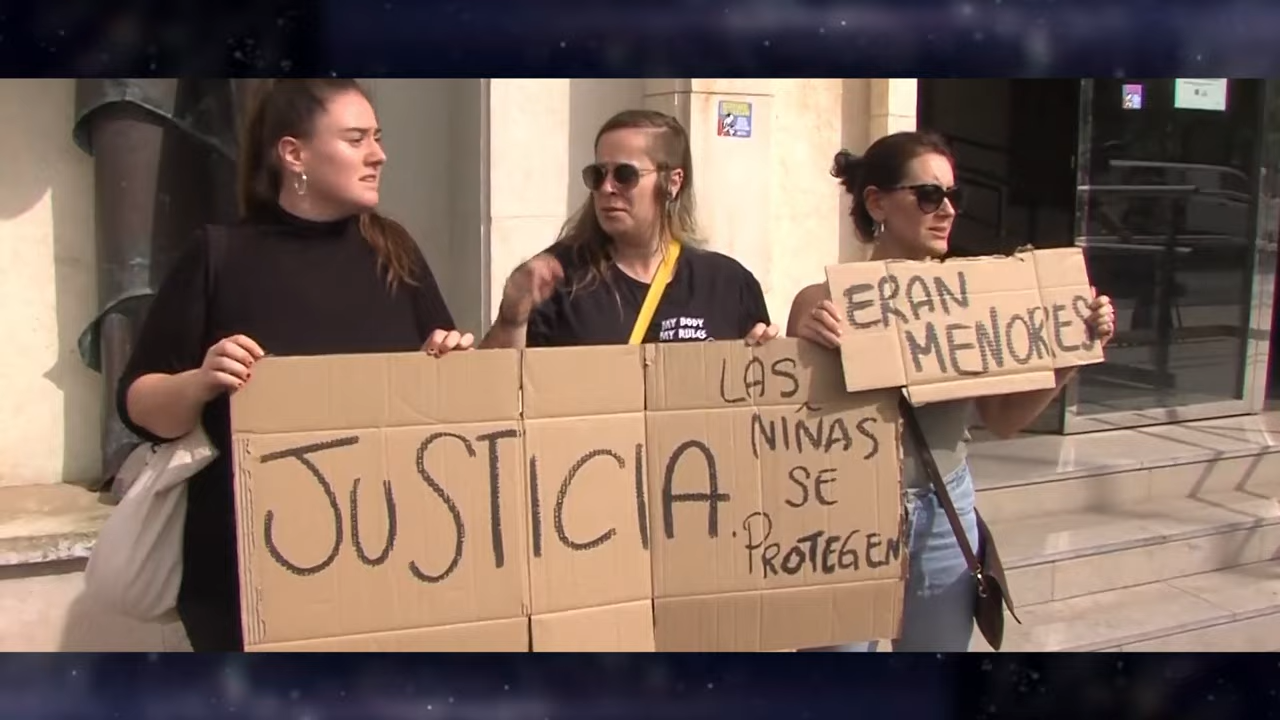 MY BODY
MY RULES
ERAN
MENORES
JUSTICIA.
LAS
NIÑAS
SE
PROTEGEN